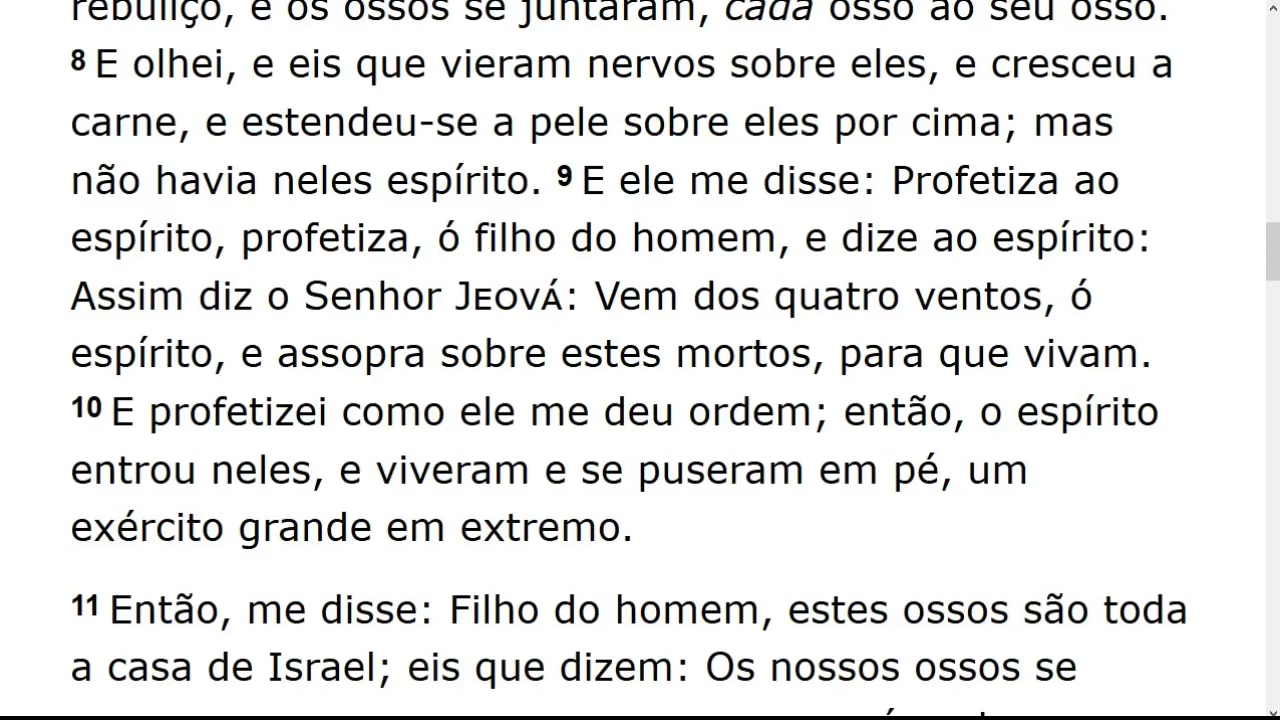 rebuliço, e os ossos se juntaram, cada osso ao seu osso.
8 E olhei, e eis que vieram nervos sobre eles, e cresceu a
carne, e estendeu-se a pele sobre eles por cima; mas
não havia neles espírito. 9 E ele me disse: Profetiza ao
espírito, profetiza, ó filho do homem, e dize ao espírito:
Assim diz o Senhor JEOVÁ: Vem dos quatro ventos, ó
espírito, e assopra sobre estes mortos, para que vivam.
10 E profetizei como ele me deu ordem; então, o espírito
entrou neles, e viveram e se puseram em pé, um
exército grande em extremo.
11 Então, me disse: Filho do homem, estes ossos são toda
a casa de Israel; eis que dizem: Os nossos ossos se